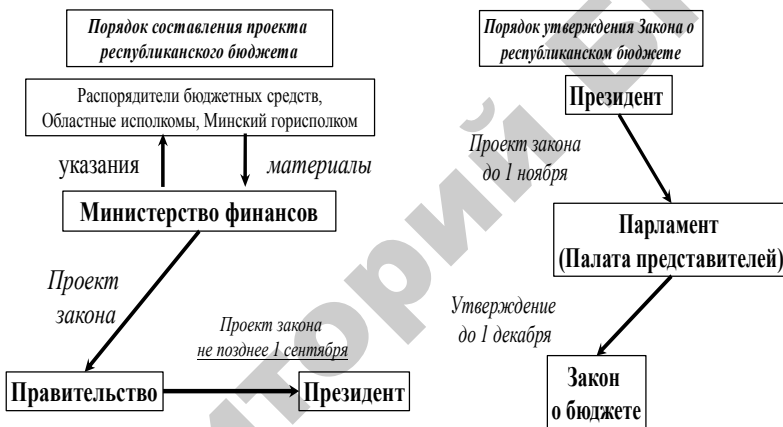 Порядок составления проекта
республиканского бюджета
Распорядители бюджетных средств,
Областные исполкомы, Минский горисполком
указания
материалы
Министерство финансов
Проект
закона
Проект закона
не позднее 1 сентября
Правительство
Президент
Порядок утверждения Закона о
республиканском бюджете
Президент
Проект закона
до 1 ноября
Парламент
(Палата представителей)
Утверждение
до 1 декабря
Закон
о бюджете